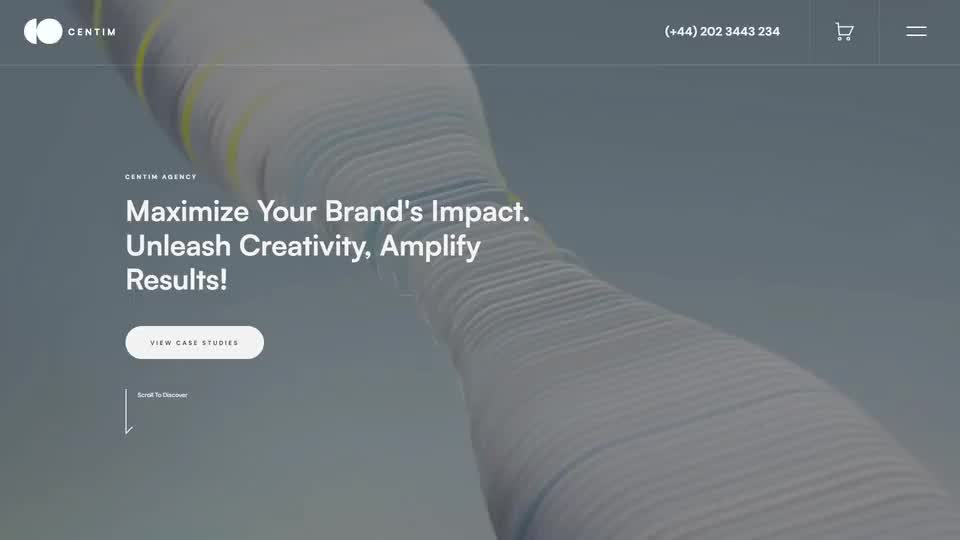 CENTIM
(+44) 202 3443 234
CENTIM AGENCY
Maximize Your Brand's Impact.
Unleash Creativity, Amplify
Results!
VIEW CASE STUDIES
Scroll To Discover